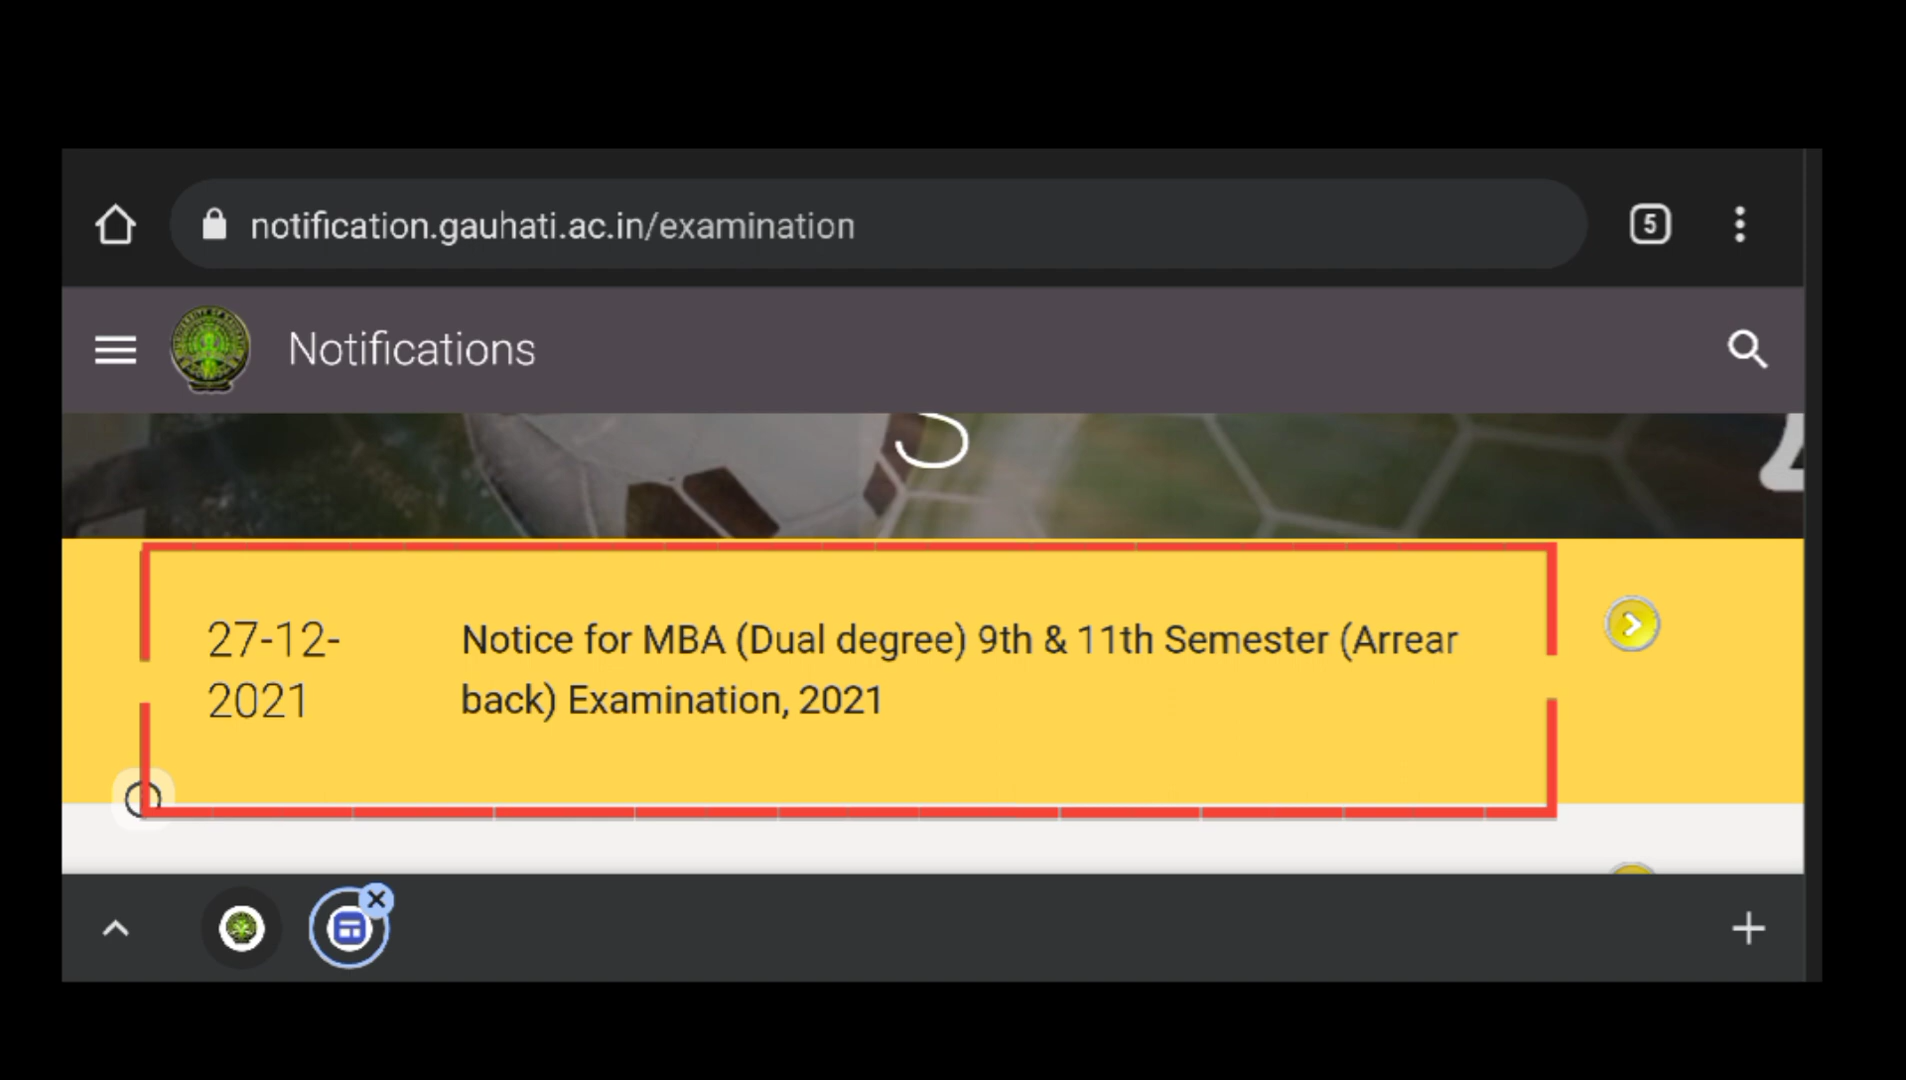 notification.gauhati.ac.in/examination
5
Notifications
S
27-12-
2021
Notice for MBA (Dual degree) 9th & 11th Semester (Arrear
back) Examination, 2021